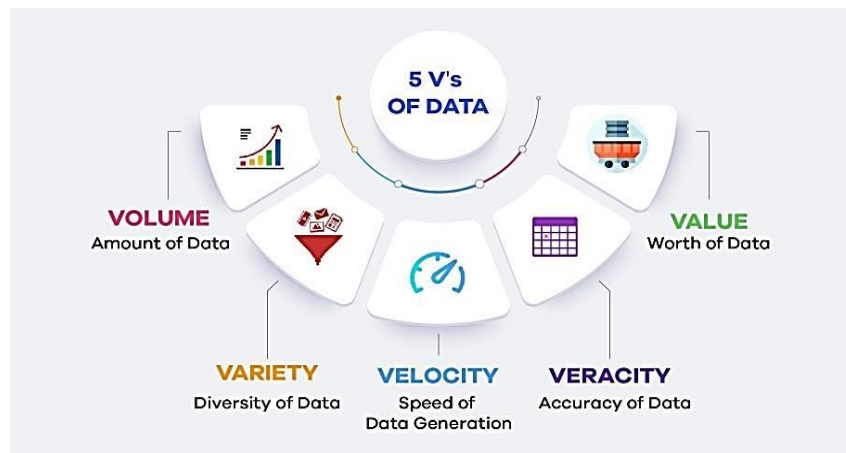 5 V's
OF DATA
VOLUME
Amount of Data
VARIETY
Diversity of Data
VELOCITY
Speed of
Data Generation
VERACITY
Accuracy of Data
VALUE
Worth of Data